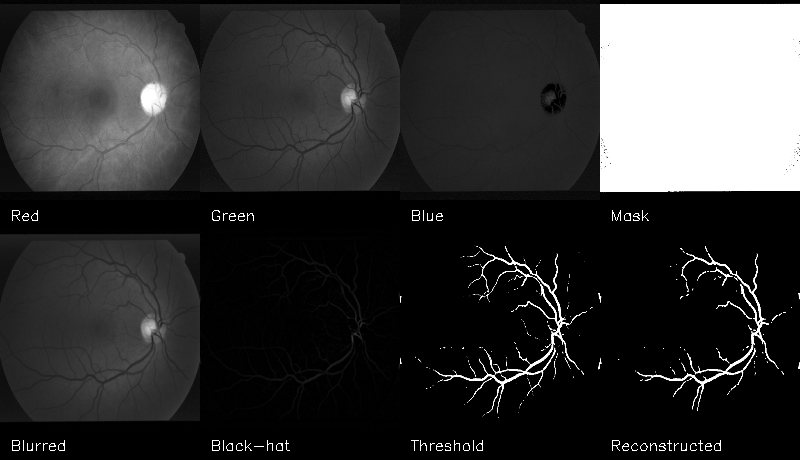 Red
Green
Blue
Mask
Blurred
Black-hat
Threshold
Reconstructed